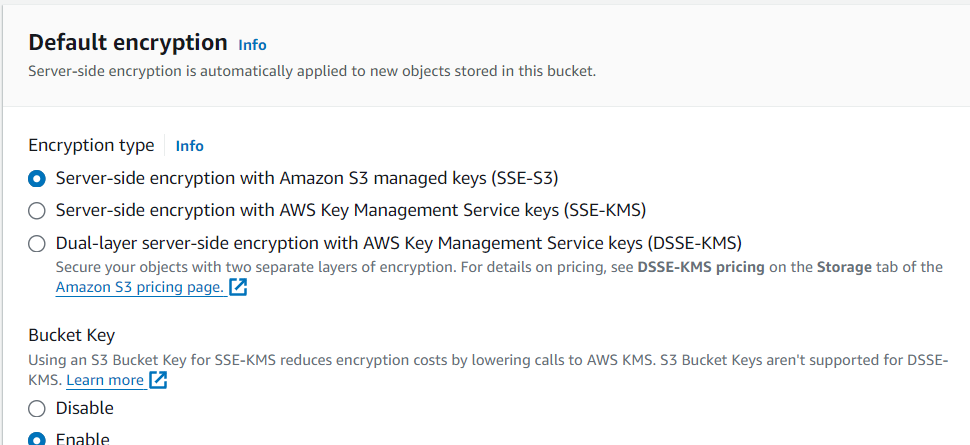 Default encryption Info
Server-side encryption is automatically applied to new objects stored in this bucket.
Encryption type Info
Server-side encryption with Amazon S3 managed keys (SSE-S3)
Server-side encryption with AWS Key Management Service keys (SSE-KMS)
Dual-layer server-side encryption with AWS Key Management Service keys (DSSE-KMS)
Secure your objects with two separate layers of encryption. For details on pricing, see DSSE-KMS pricing on the Storage tab of the
Amazon S3 pricing page.
Bucket Key
Using an S3 Bucket Key for SSE-KMS reduces encryption costs by lowering calls to AWS KMS. S3 Bucket Keys aren't supported for DSSE-
KMS. Learn more
Disable
Enable